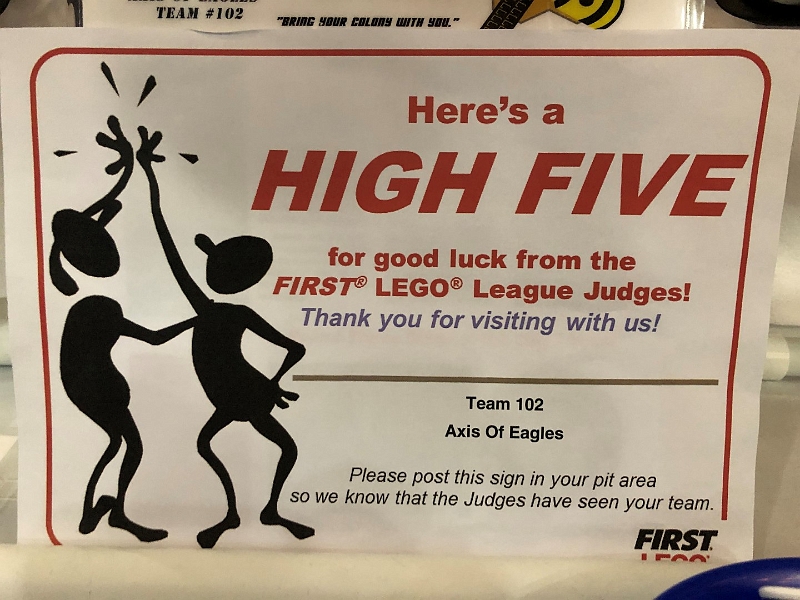 TEAM #102
"BRING YOUR COLONY WITH YOU."
Here's a
HIGH FIVE
for good luck from the
FIRST® LEGO® League Judges!
Thank you for visiting with us!
Team 102
Axis Of Eagles
Please post this sign in your pit area
so we know that the Judges have seen your team.
FIRST
LEGO